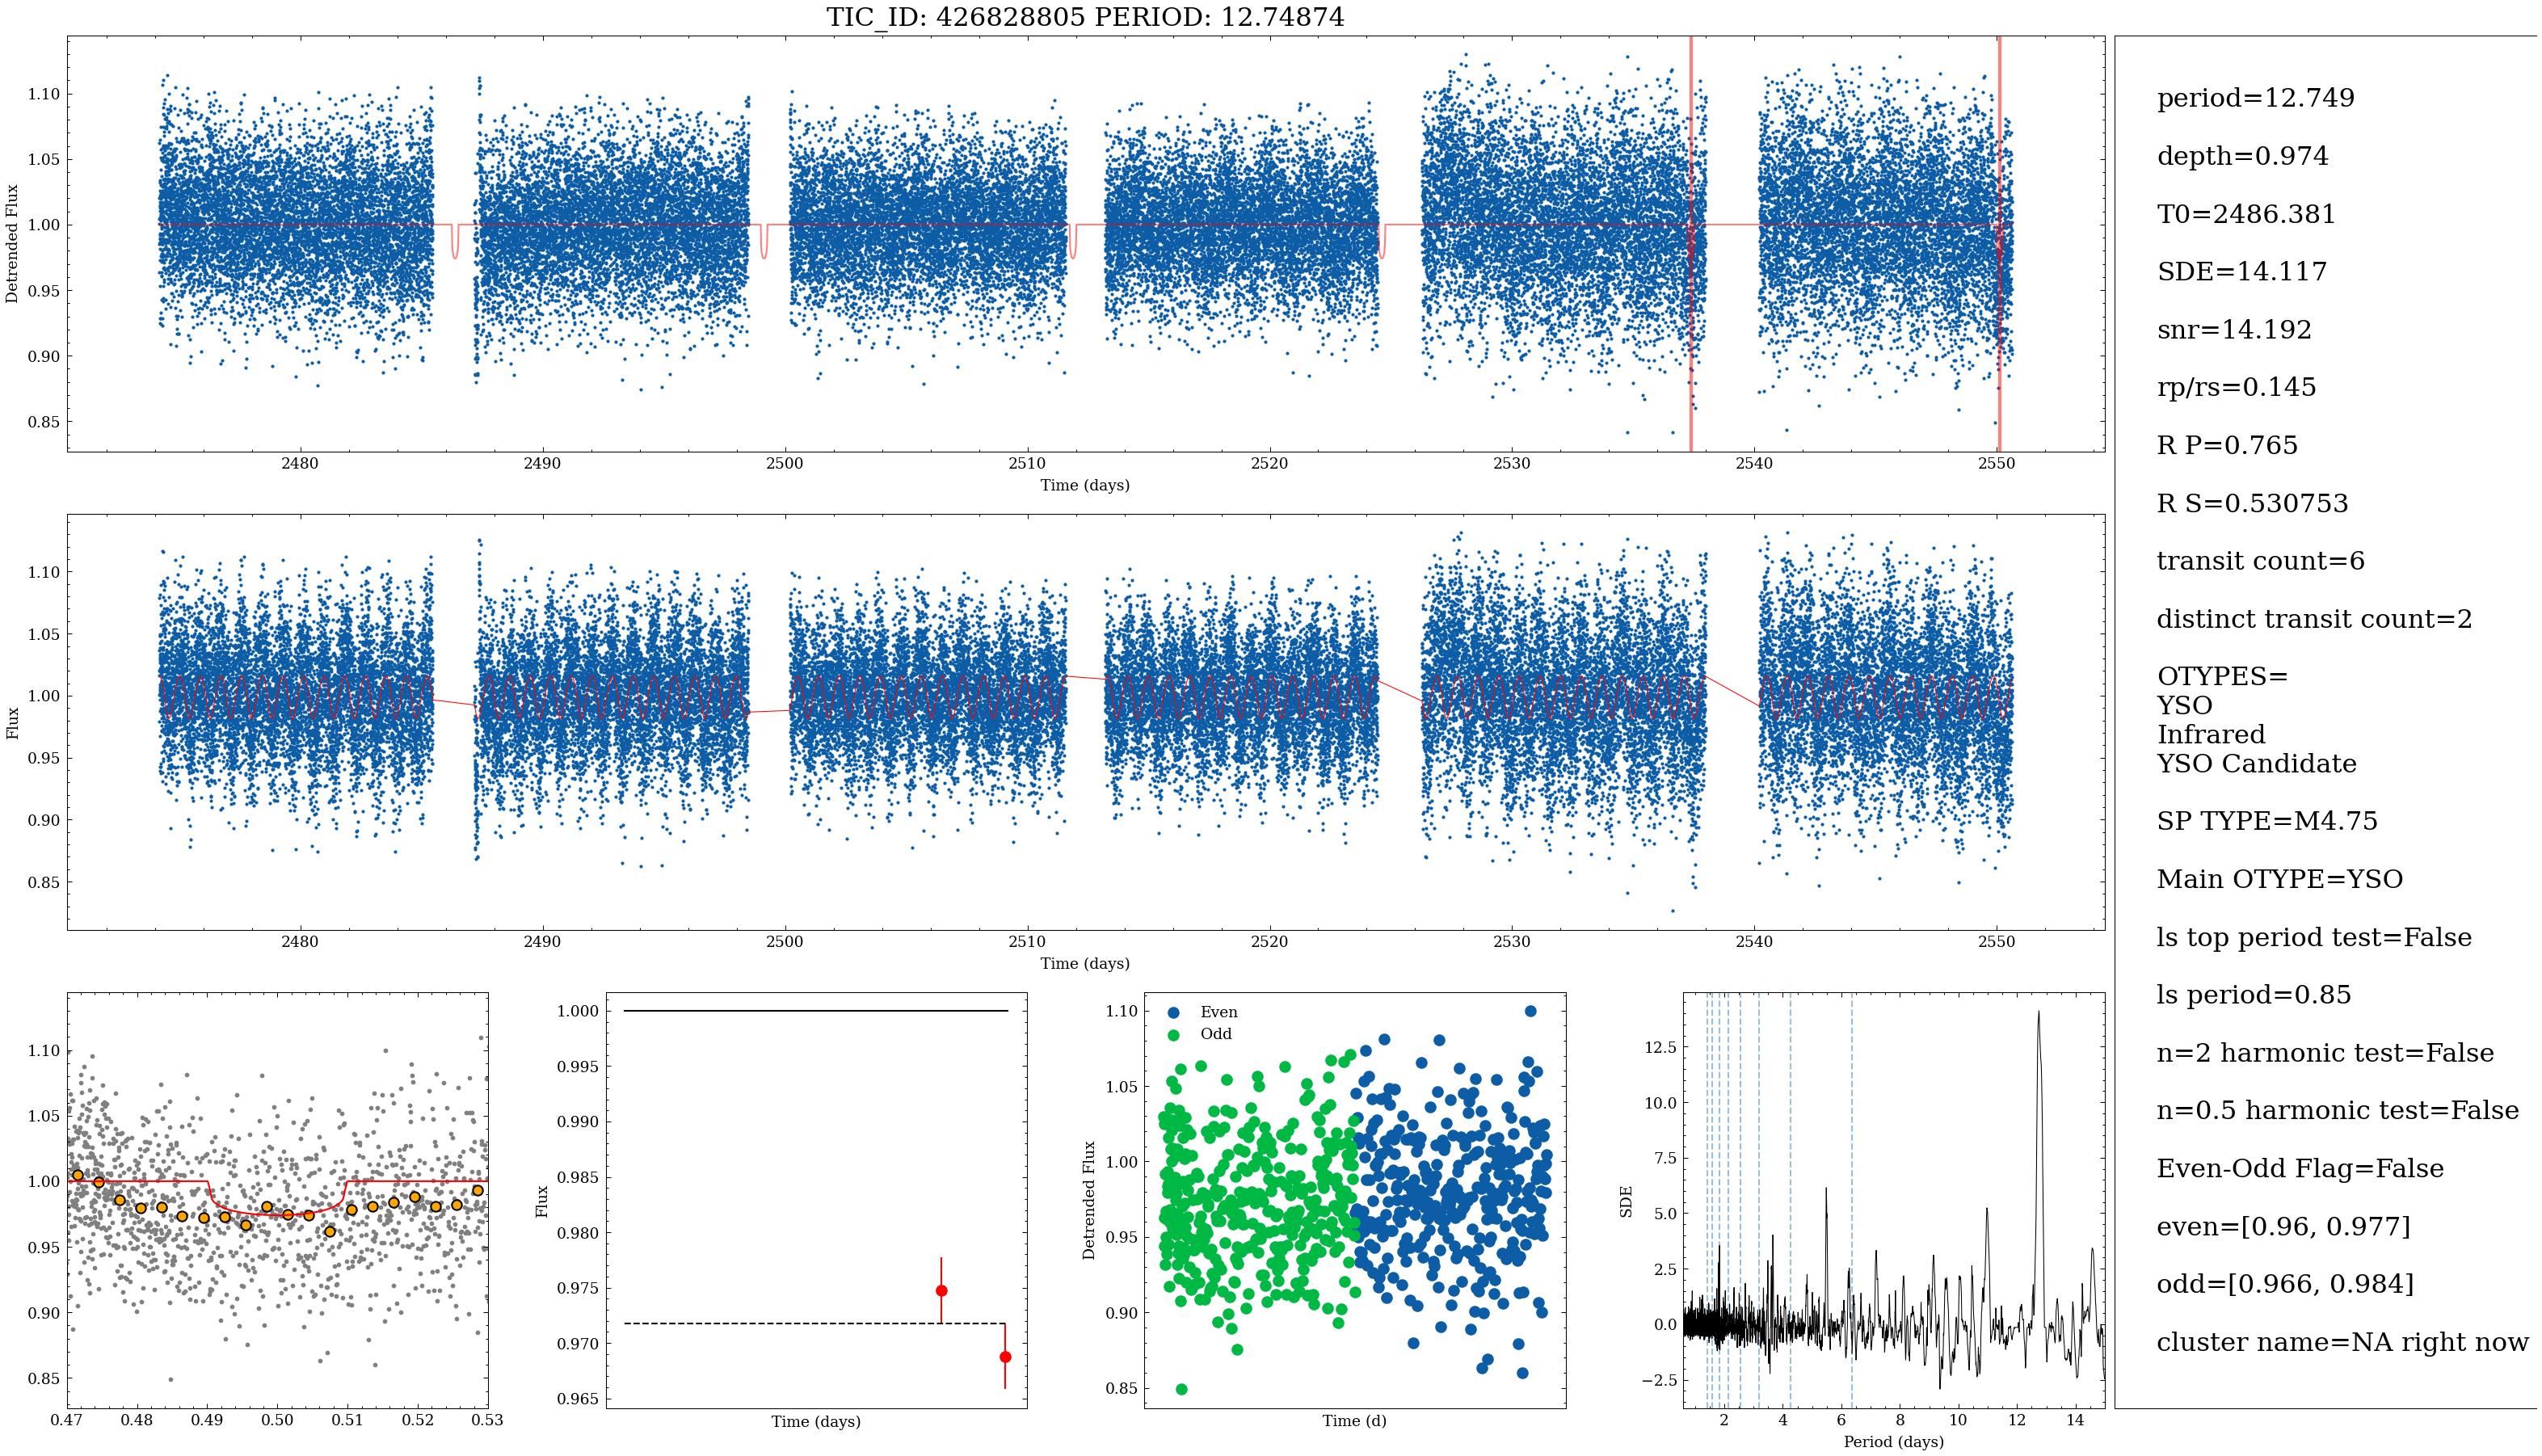 TIC_ID: 426828805 PERIOD: 12.74874
Detrended Flux
1.10
1.05
1.00
0.95
0.90
0.85
2480 2490 2500 2510 2520 2530 2540 2550
Time (days)
Flux
1.10
1.05
1.00
0.95
0.90
0.85
2480 2490 2500 2510 2520 2530 2540 2550
Time (days)
1.10
1.05
1.00
0.95
0.90
0.85
0.47 0.48 0.49 0.50 0.51 0.52 0.53
Flux
1.000
0.995
0.990
0.985
0.980
0.975
0.970
0.965
Time (days)
Detrended Flux
1.10
1.05
1.00
0.95
0.90
0.85
Even
Odd
Time (d)
SDE
12.5
10.0
7.5
5.0
2.5
0.0
−2.5
2 4 6 8 10 12 14
Period (days)
period=12.749
depth=0.974
T0=2486.381
SDE=14.117
snr=14.192
rp/rs=0.145
R P=0.765
R S=0.530753
transit count=6
distinct transit count=2
OTYPES=
YSO
Infrared
YSO Candidate
SP TYPE=M4.75
Main OTYPE=YSO
ls top period test=False
ls period=0.85
n=2 harmonic test=False
n=0.5 harmonic test=False
Even-Odd Flag=False
even=[0.96, 0.977]
odd=[0.966, 0.984]
cluster name=NA right now